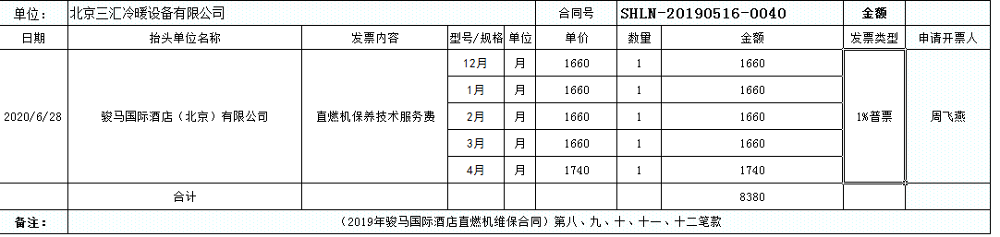 单位： 北京三汇冷暖设备有限公司 合同号 SHLN-20190516-0040 金额
日期 抬头单位名称 发票内容 型号/规格 单位 单价 数量 金额 发票类型 申请开票人
12月 月 1660 1 1660
1月 月 1660 1 1660
2020/6/28 骏马国际酒店（北京）有限公司 直燃机保养技术服务费 2月 月 1660 1 1660 1%普票 周飞燕
3月 月 1660 1 1660
4月 月 1740 1 1740
合计 8380
备注： （2019年骏马国际酒店直燃机维保合同）第八、九、十、十一、十二笔款